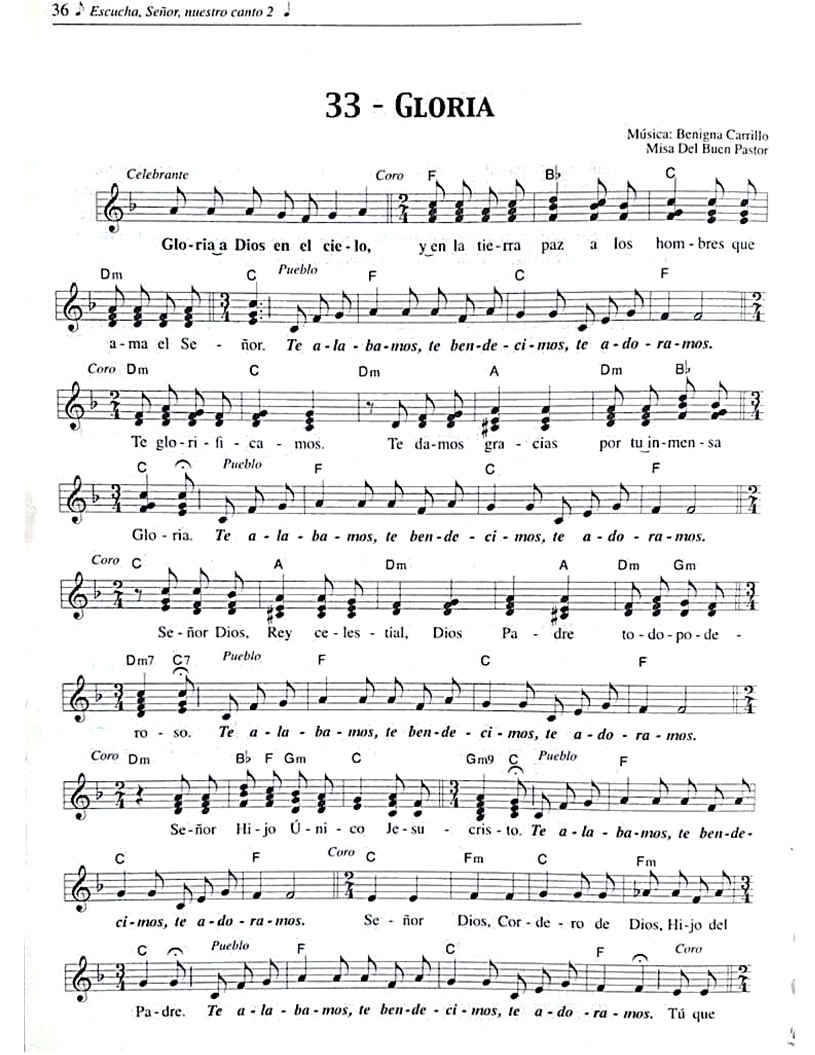 36 Escucha, Señor, nuestro canto 2
33 - GLORIA
Música: Benigna Carrillo
Misa Del Buen Pastor
Celebrante Coro F B♭ C
Glo-ria a Dios en el cie-lo, y en la tie-rra paz a los hom-bres que
Dm C Pueblo F C F
a-ma el Se - ñor. Te a-la-ba-mos, te ben-de-ci-mos, te a-do-ra-mos.
Coro Dm C Dm A Dm B♭
Te glo-ri-fi-ca-mos. Te da-mos gra-cias por tu in-men-sa
C Pueblo F C F
Glo-ria. Te a-la-ba-mos, te ben-de-ci-mos, te a-do-ra-mos.
Coro C A Dm A Dm Gm
Se-ñor Dios, Rey ce-les-tial, Dios Pa-dre to-do-po-de-
Dm7 C7 Pueblo F C F
ro-so. Te a-la-ba-mos, te ben-de-ci-mos, te a-do-ra-mos.
Coro Dm B♭ F Gm C Gm9 C Pueblo F
Se-ñor Hi-jo Ú-ni-co Je-su-cris-to. Te a-la-ba-mos, te ben-de-
C F Coro C Fm C Fm
ci-mos, te a-do-ra-mos. Se-ñor Dios, Cor-de-ro de Dios, Hi-jo del
C Pueblo F C F Coro
Pa-dre. Te a-la-ba-mos, te ben-de-ci-mos, te a-do-ra-mos. Tú que